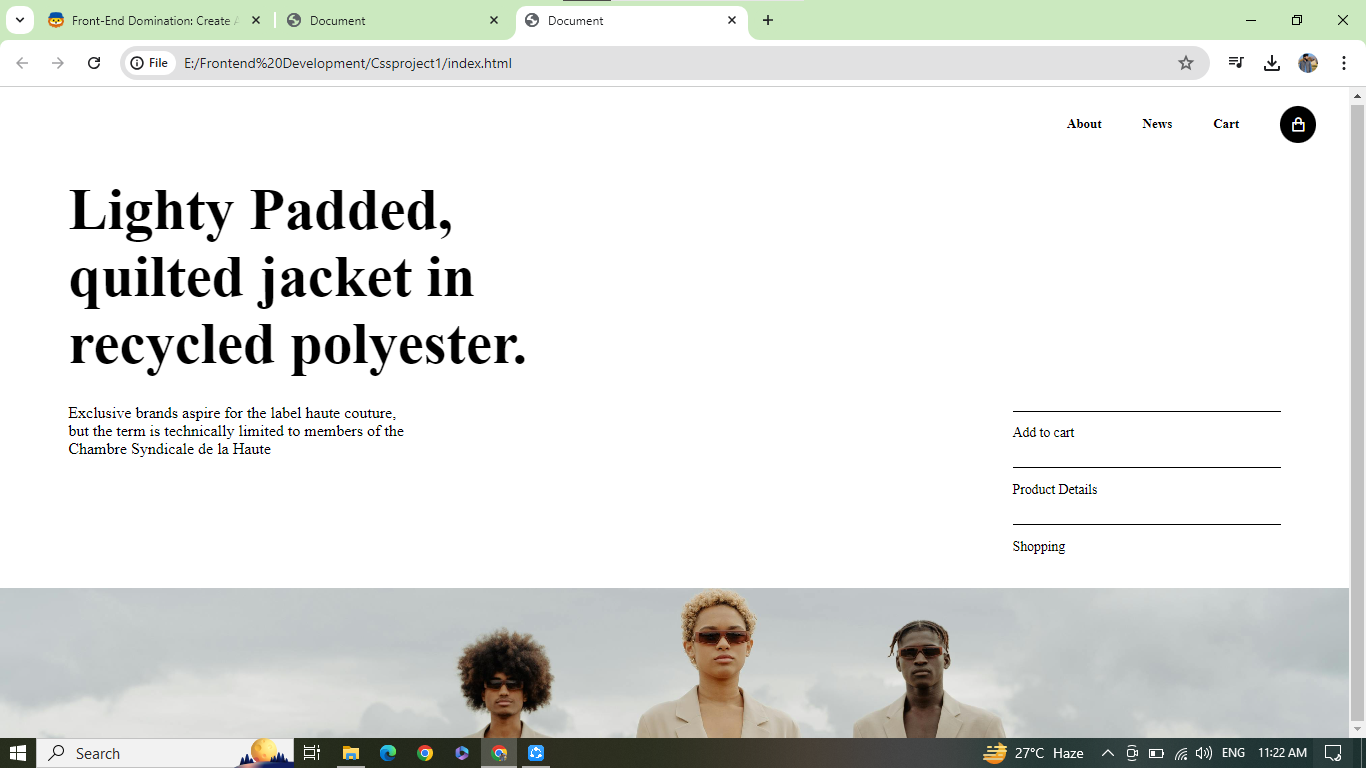 Front-End Domination: Create A
Document
Document
File
E:/Frontend%20Development/Cssproject1/index.html
About
News
Cart
Lighty Padded,
quilted jacket in
recycled polyester.
Exclusive brands aspire for the label haute couture,
but the term is technically limited to members of the
Chambre Syndicale de la Haute
Add to cart
Product Details
Shopping
Search
27°C Haze
ENG
11:22 AM